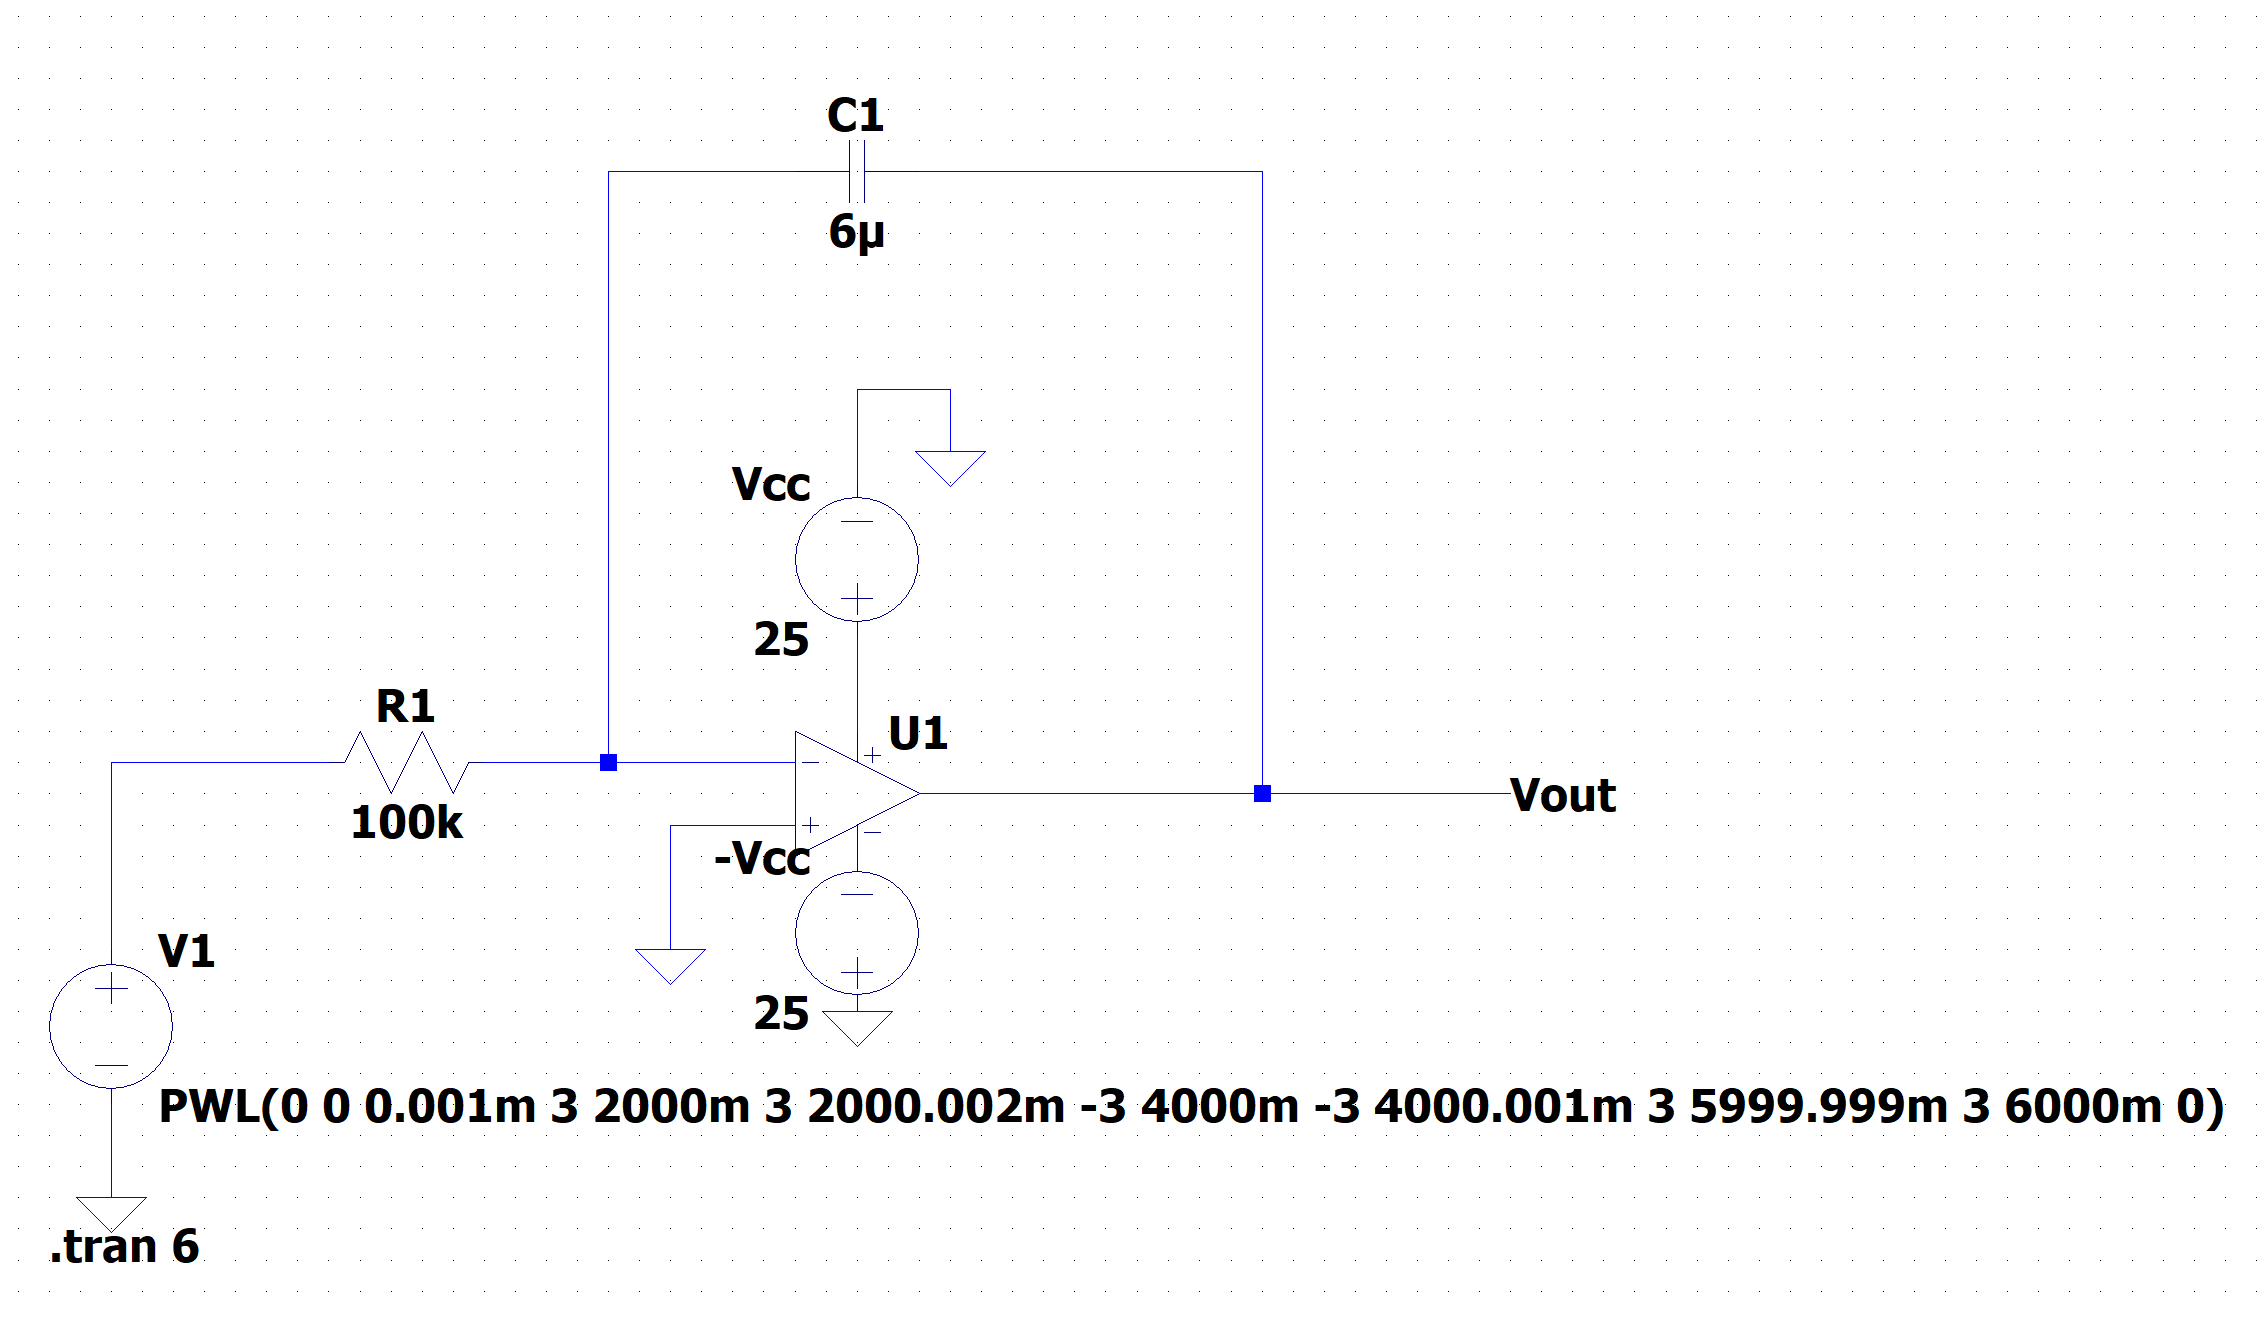 C1
6µ
Vcc
25
R1
100k
U1
Vout
-Vcc
25
V1
PWL(0 0 0.001m 3 2000m 3 2000.002m -3 4000m -3 4000.001m 3 5999.999m 3 6000m 0)
.tran 6